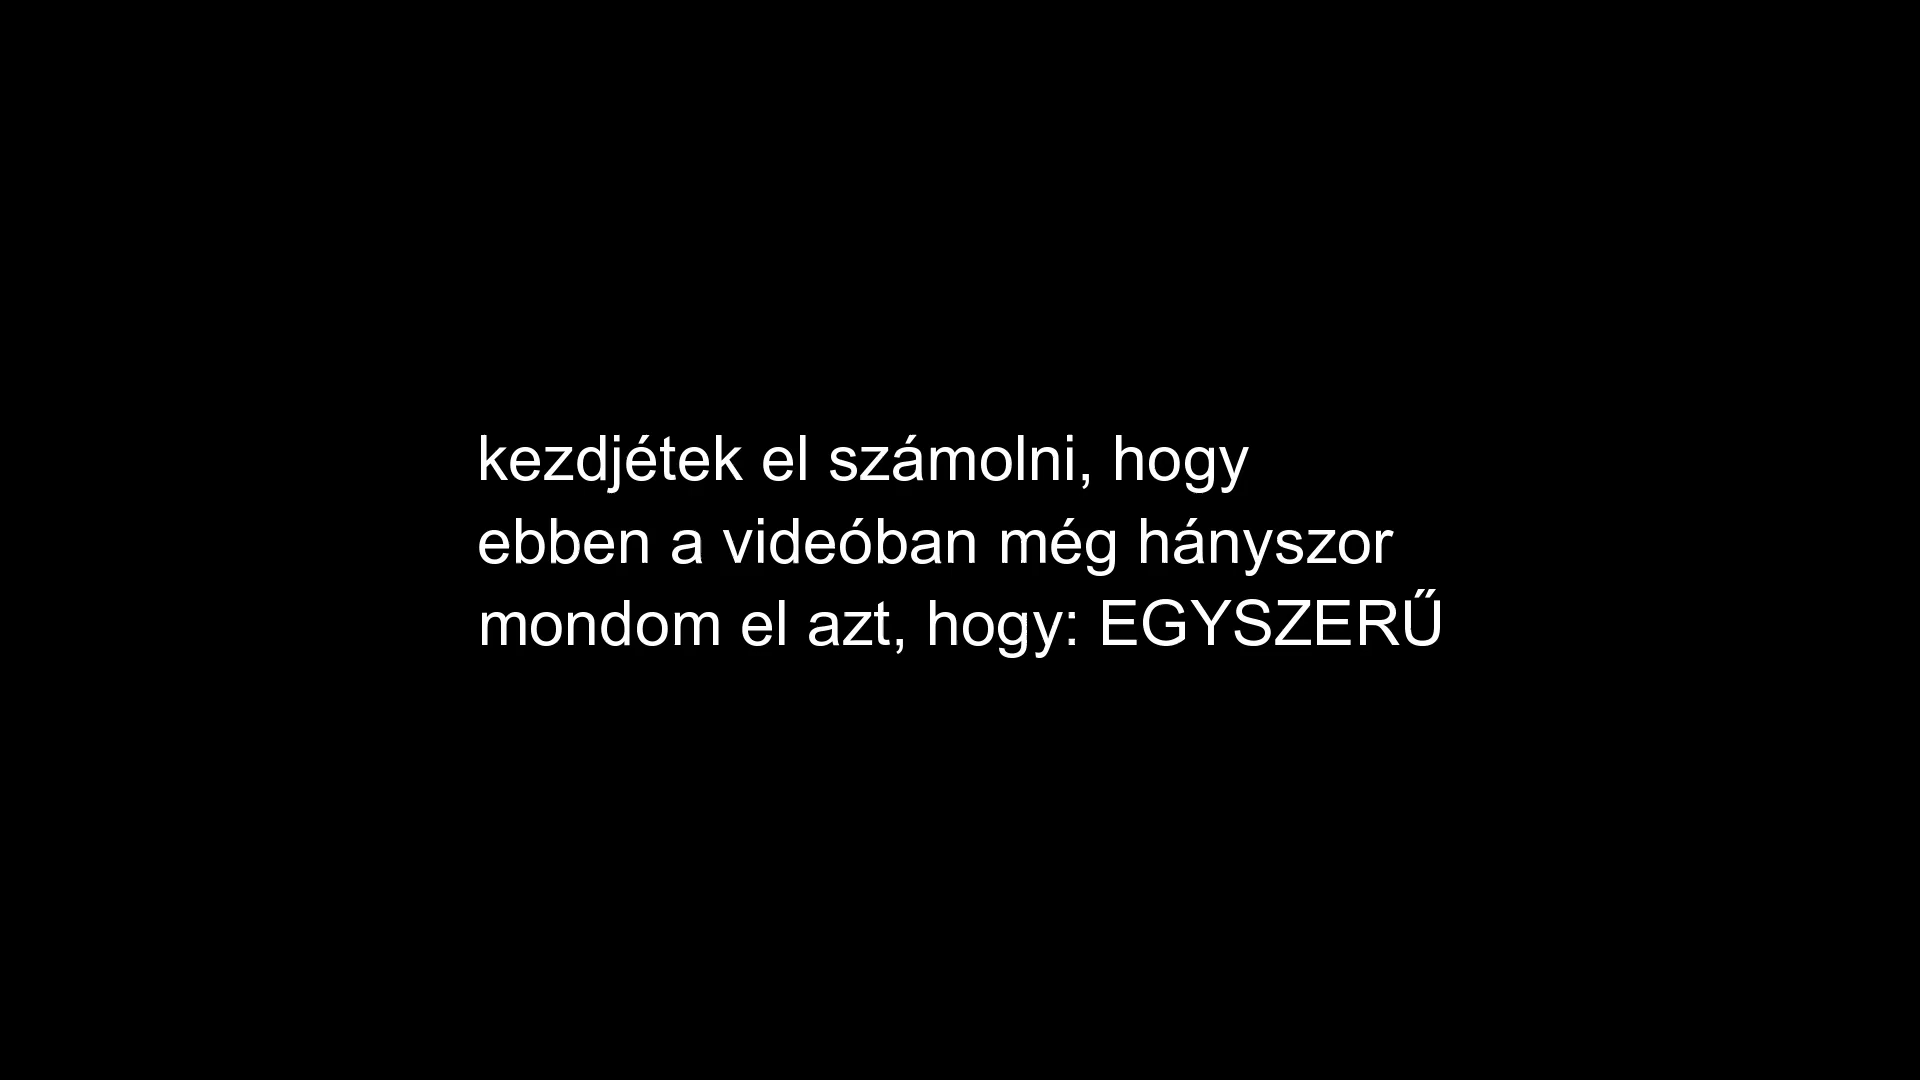 kezdjétek el számolni, hogy
ebben a videóban még hányszor
mondom el azt, hogy: EGYSZERŰ